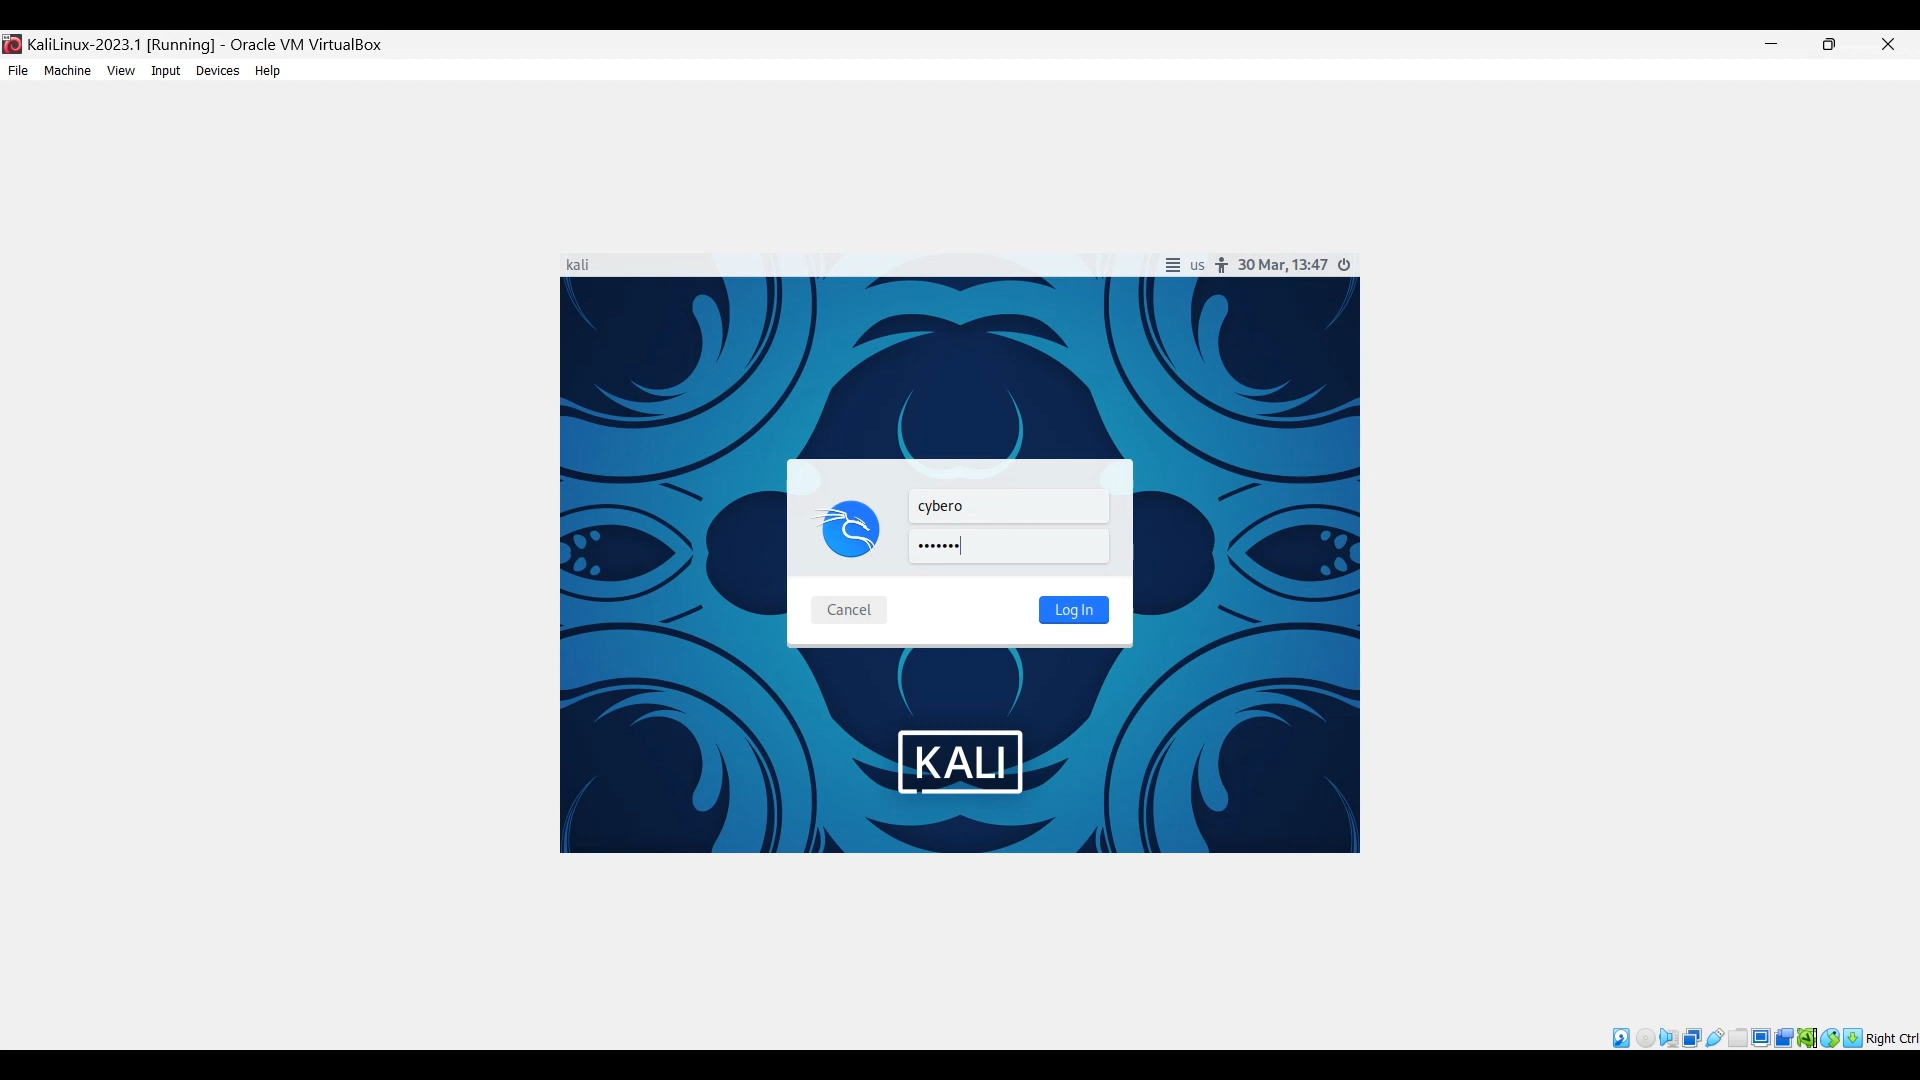 KaliLinux-2023.1 [Running] - Oracle VM VirtualBox
File Machine View Input Devices Help
kali us 30 Mar, 13:47
cybero
•••••••
Cancel Log In
KALI
Right Ctrl